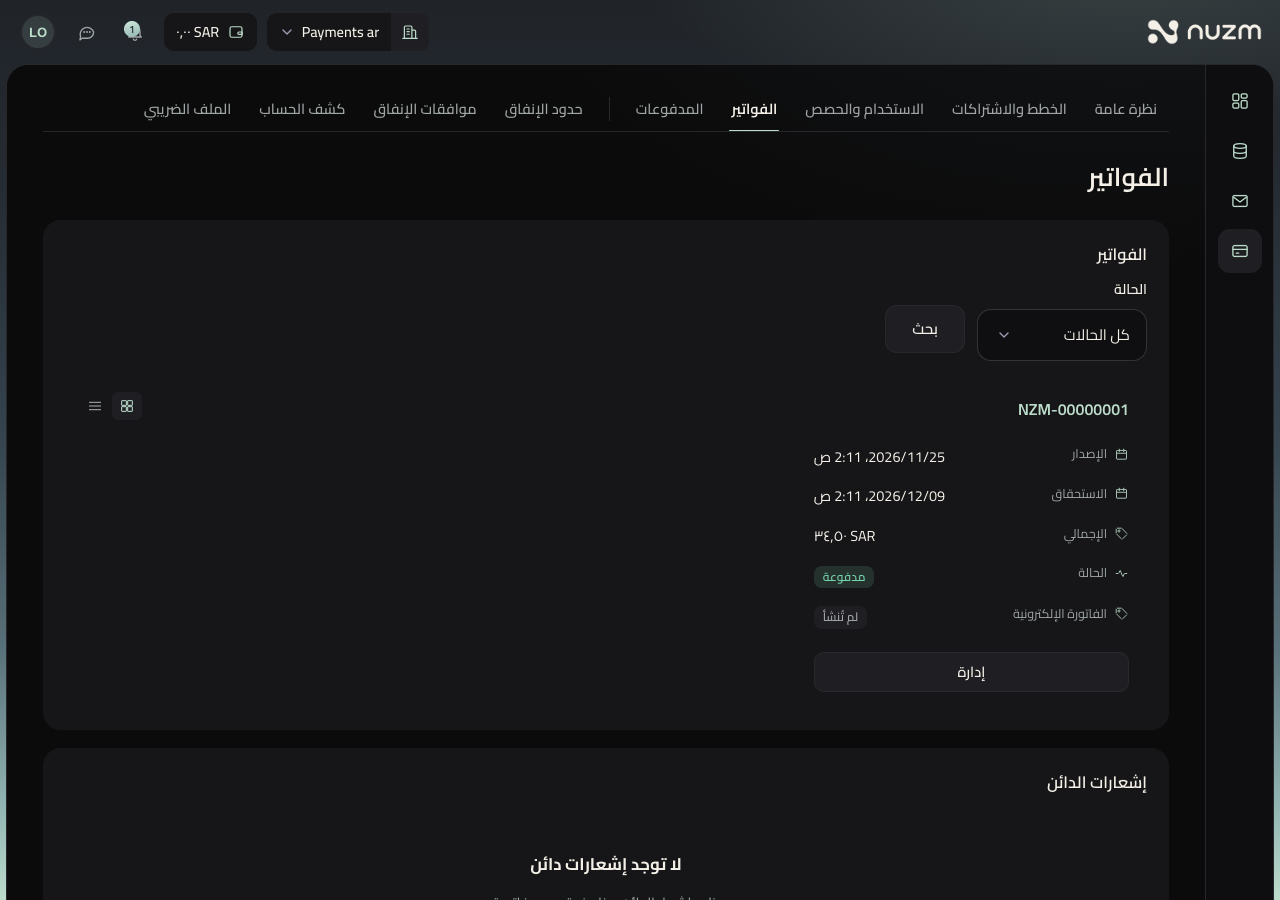 nuzm
Payments ar
٠,٠٠ SAR
1
LO
نظرة عامة
الخطط والاشتراكات
الاستخدام والحصص
الفواتير
المدفوعات
حدود الإنفاق
موافقات الإنفاق
كشف الحساب
الملف الضريبي
الفواتير
الفواتير
الحالة
كل الحالات
بحث
NZM-00000001
الإصدار
2026/11/25، 2:11 ص
الاستحقاق
2026/12/09، 2:11 ص
الإجمالي
٣٤,٥٠ SAR
الحالة
مدفوعة
الفاتورة الإلكترونية
لم تُنشأ
إدارة
إشعارات الدائن
لا توجد إشعارات دائن